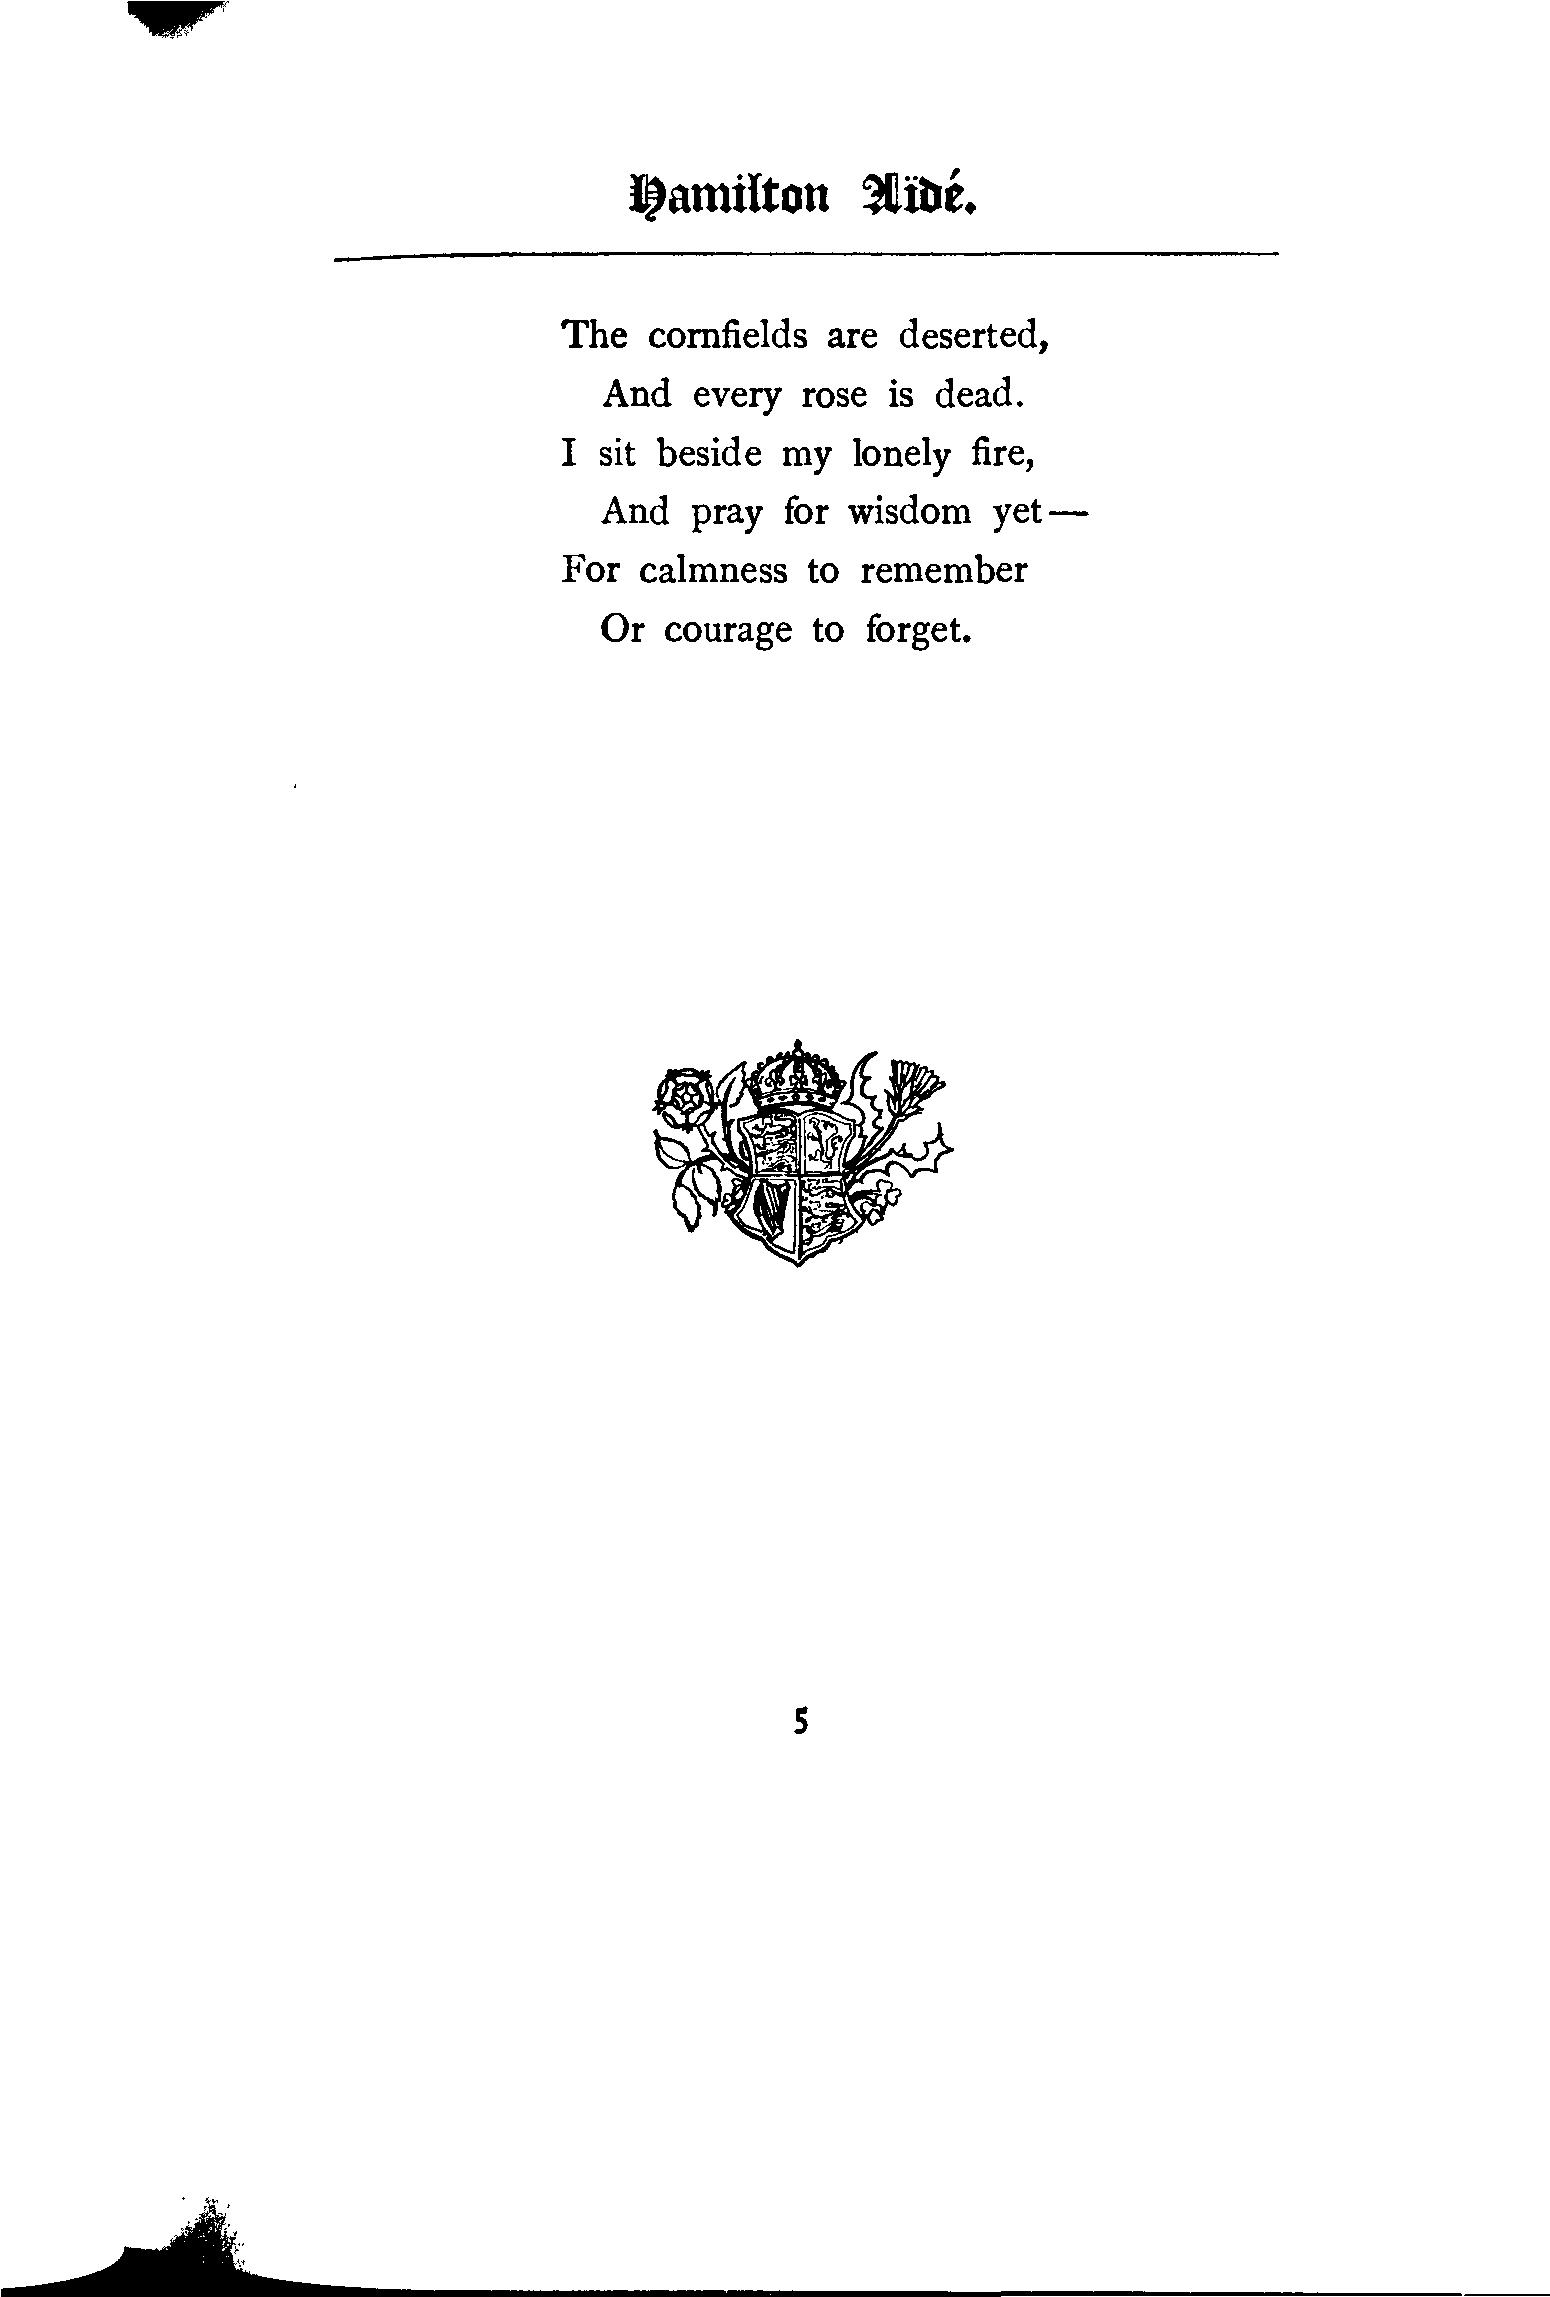 Hamilton Aïdé.
The cornfields are deserted,
And every rose is dead.
I sit beside my lonely fire,
And pray for wisdom yet—
For calmness to remember
Or courage to forget.
5